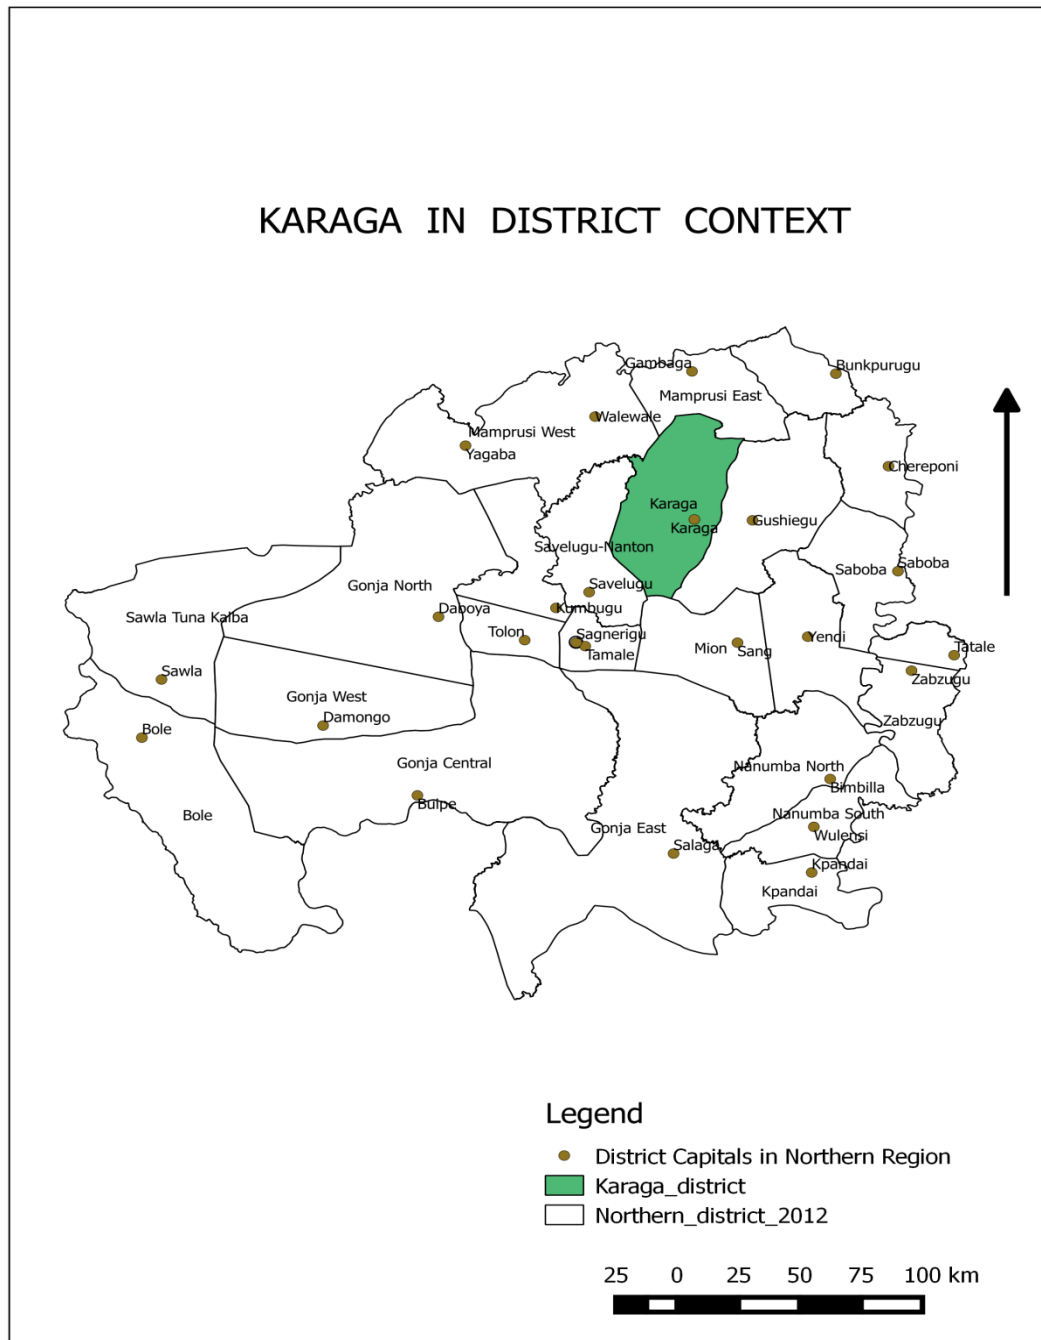 KARAGA IN DISTRICT CONTEXT
Gambaga
Bunkpurugu
Mamprusi East
Walewale
Mamprusi West
Yagaba
Chereponi
Karaga
Karaga
Gushiegu
Savelugu-Nanton
Saboba
Saboba
Gonja North
Savelugu
Daboya
Kumbugu
Sawla Tuna Kalba
Tolon
Sagnerigu
Tamale
Mion
Sang
Yendi
Tatale
Sawla
Zabzugu
Gonja West
Damongo
Bole
Zabzugu
Gonja Central
Nanumba North
Bimbilla
Buipe
Bole
Gonja East
Nanumba South
Wulensi
Salaga
Kpandai
Kpandai
Legend
District Capitals in Northern Region
Karaga_district
Northern_district_2012
25 0 25 50 75 100 km